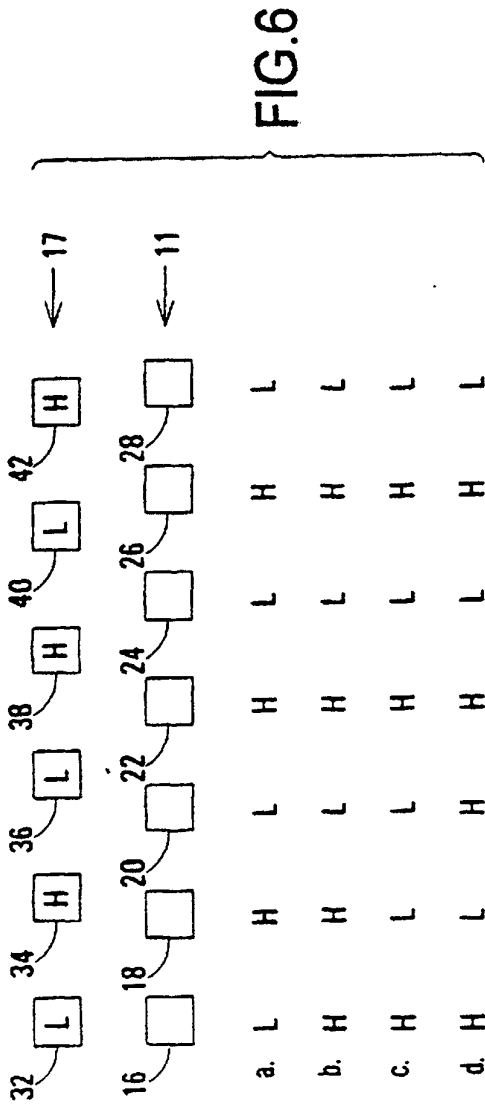 32 34 36 38 40 42
L H L H L H 17
16 18 20 22 24 26 28
11
a. L H L H L H L
b. H H L H L H L
c. H L L H L H L
d. H L H H L H L
FIG.6